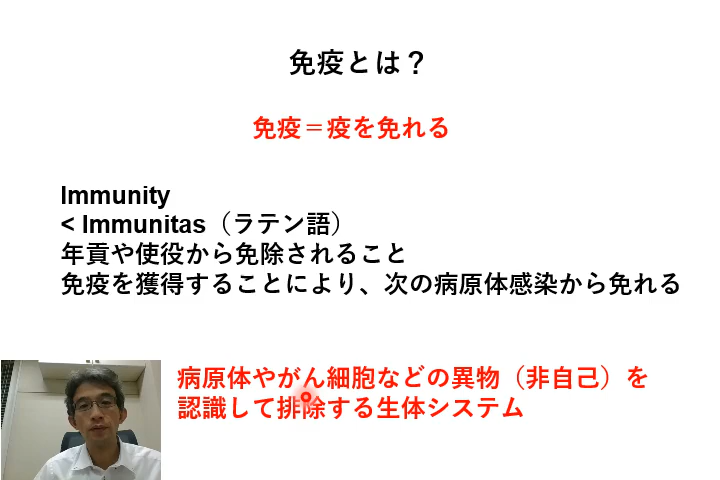 免疫とは？
免疫＝疫を免れる
Immunity
< Immunitas（ラテン語）
年貢や使役から免除されること
免疫を獲得することにより、次の病原体感染から免れる
病原体やがん細胞などの異物（非自己）を
認識して排除する生体システム